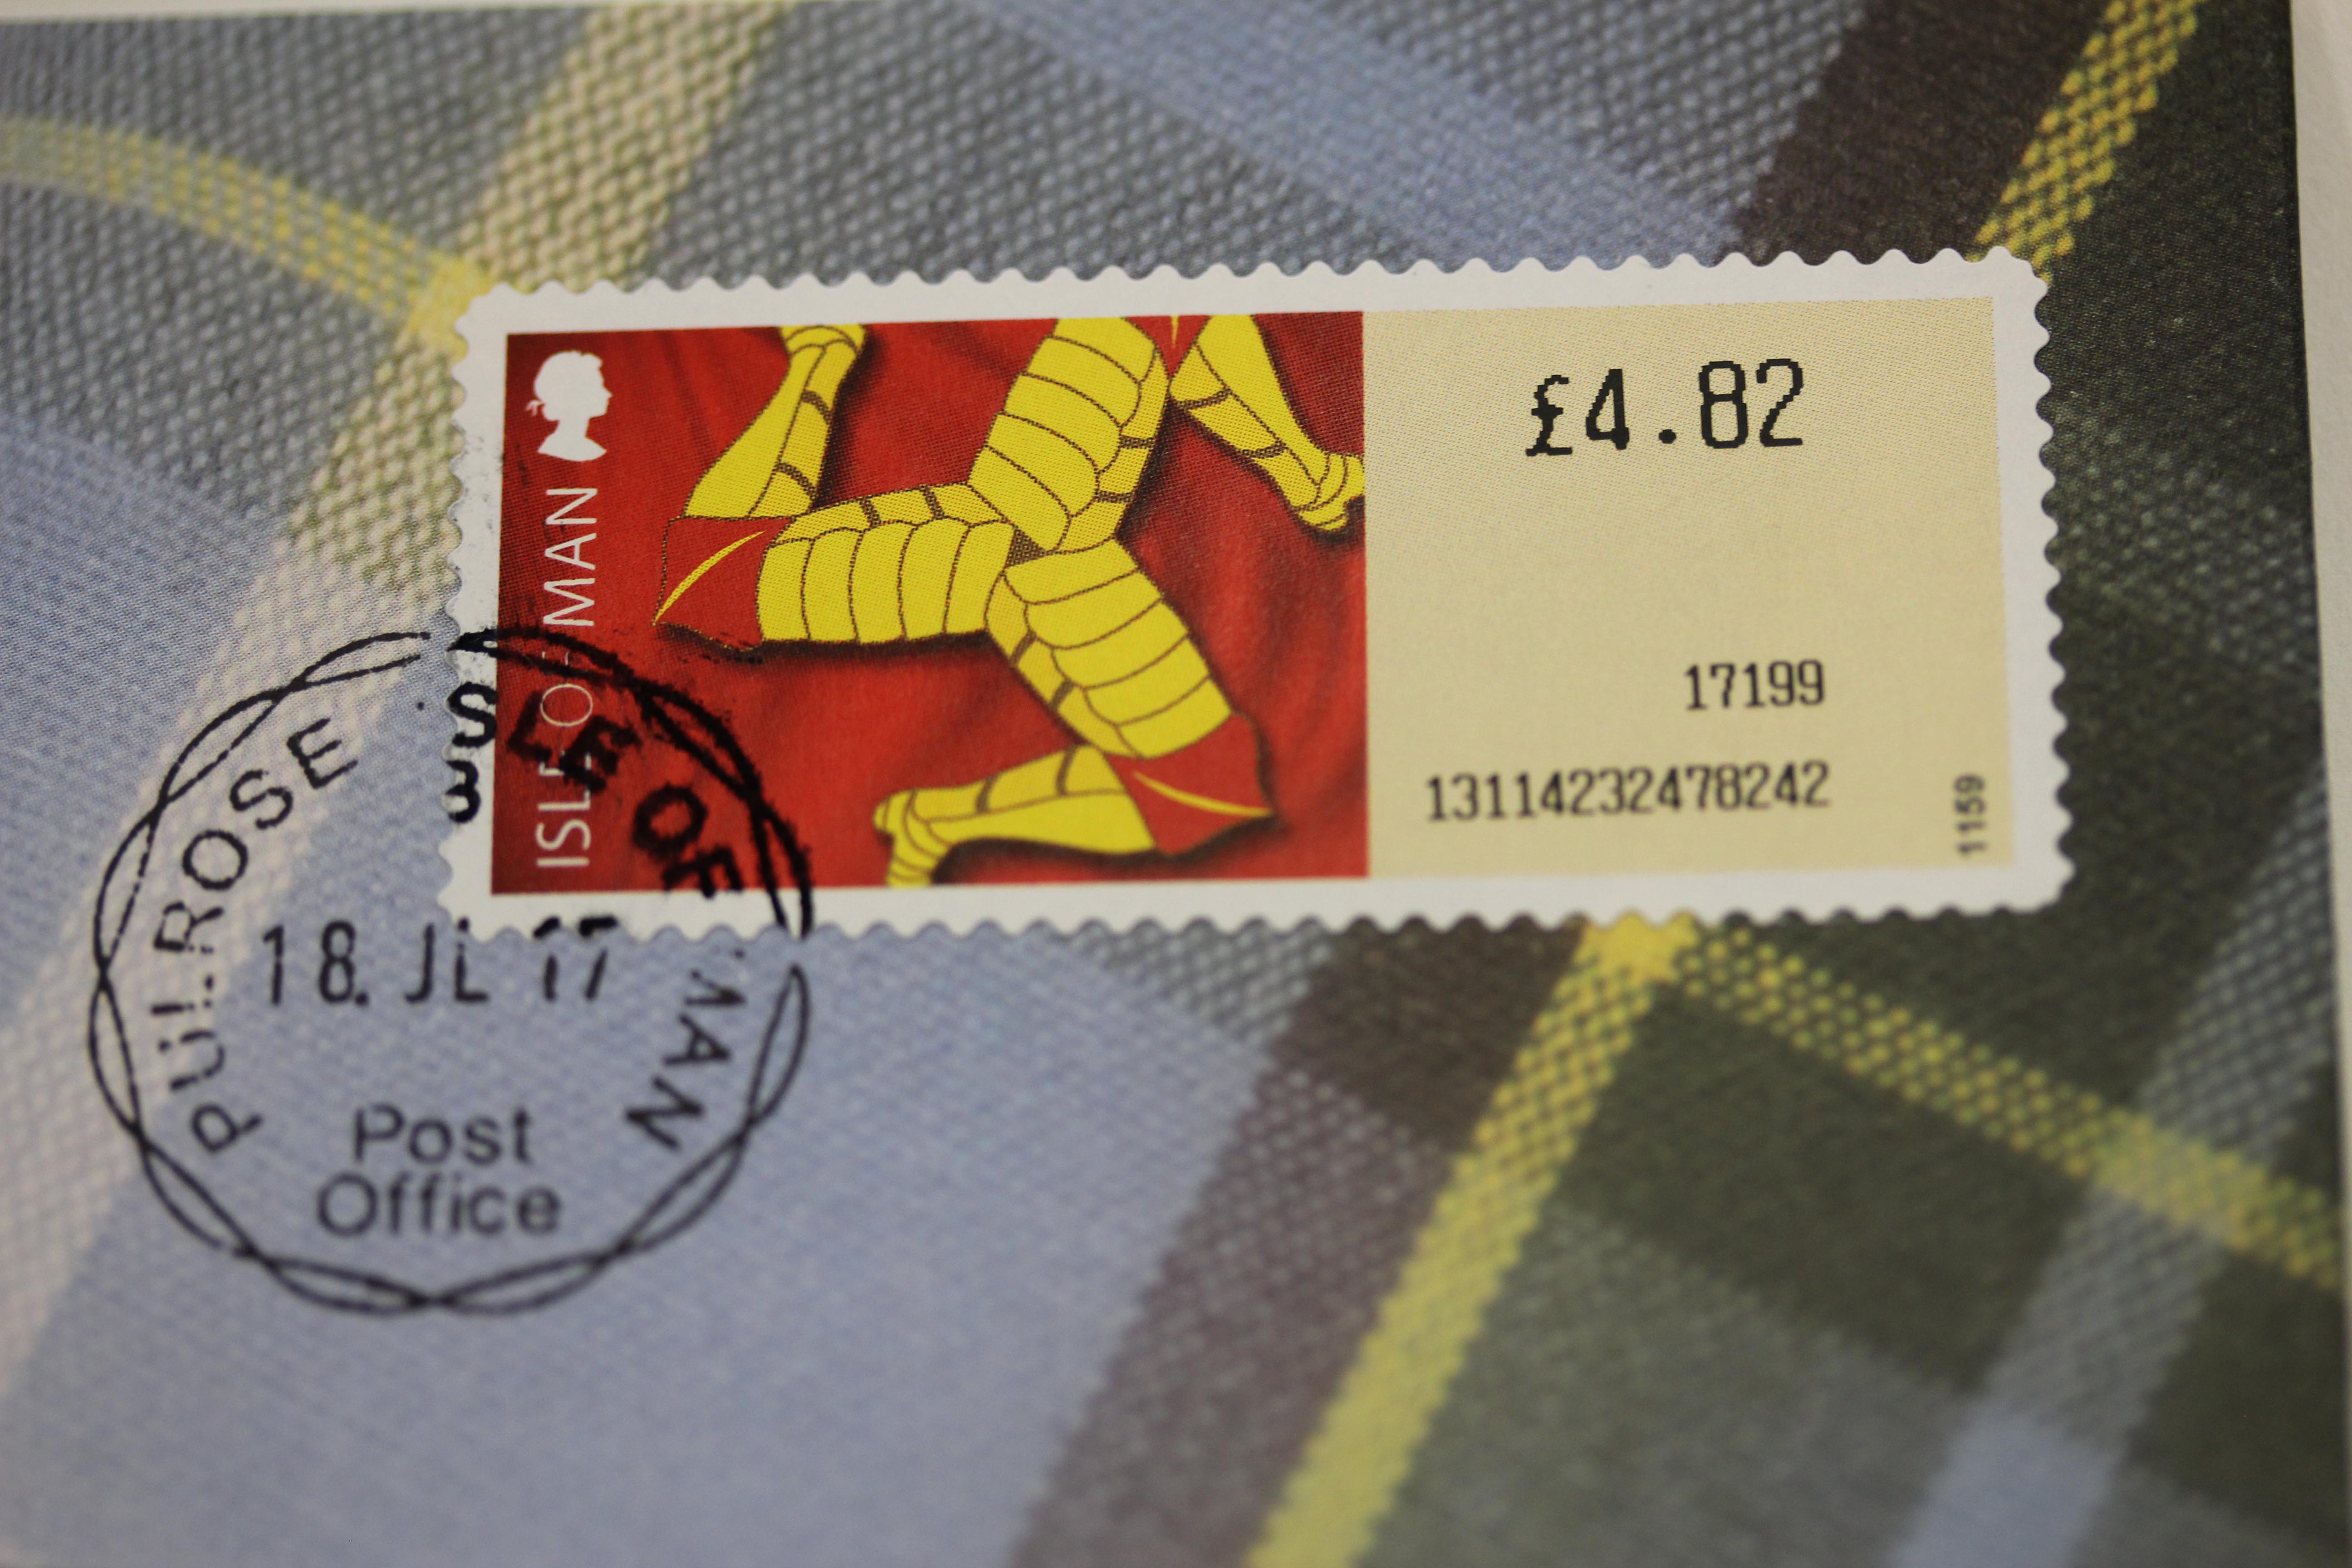 ISLE OF MAN
£4.82
17199
13114232478242
1159
PULROSE
ISLE OF MAN
B
18. JL 17
Post
Office